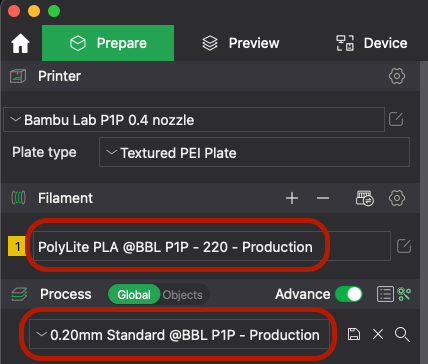 Prepare Preview Device
Printer
Bambu Lab P1P 0.4 nozzle
Plate type Textured PEI Plate
Filament
1 PolyLite PLA @BBL P1P - 220 - Production
Process Global Objects Advance
0.20mm Standard @BBL P1P - Production